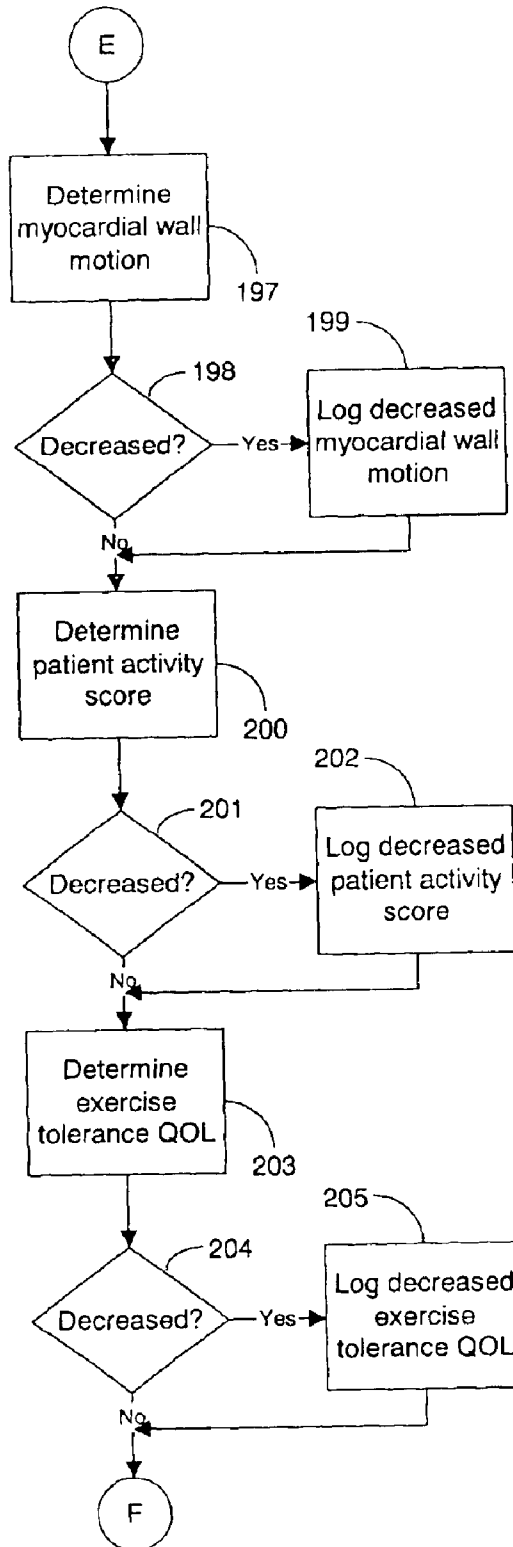 E
Determine
myocardial wall
motion
197
198
199
Decreased?
Yes
Log decreased
myocardial wall
motion
No
Determine
patient activity
score
200
201
202
Decreased?
Yes
Log decreased
patient activity
score
No
Determine
exercise
tolerance QOL
203
204
205
Decreased?
Yes
Log decreased
exercise
tolerance QOL
No
F